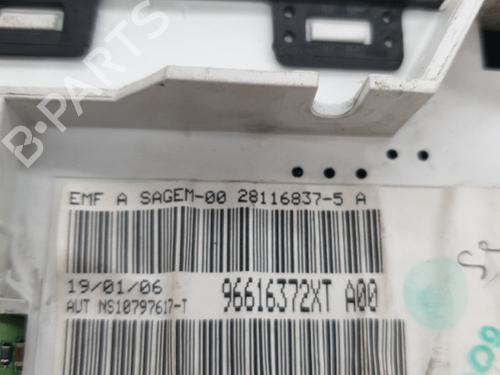 B-PARTS
EMF A SAGEM-00 28116837-5 A
19/01/06
96616372XT A00
AUT NS10797617-T